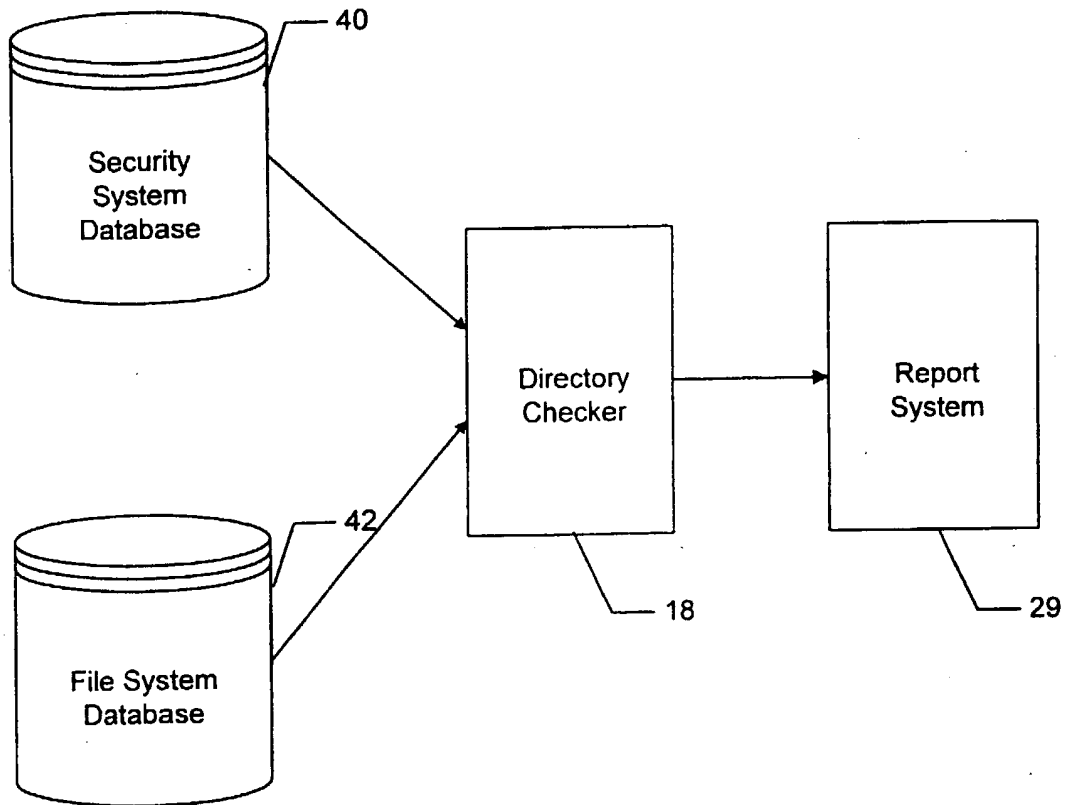 40
Security
System
Database
Directory
Checker
Report
System
42
18
29
File System
Database